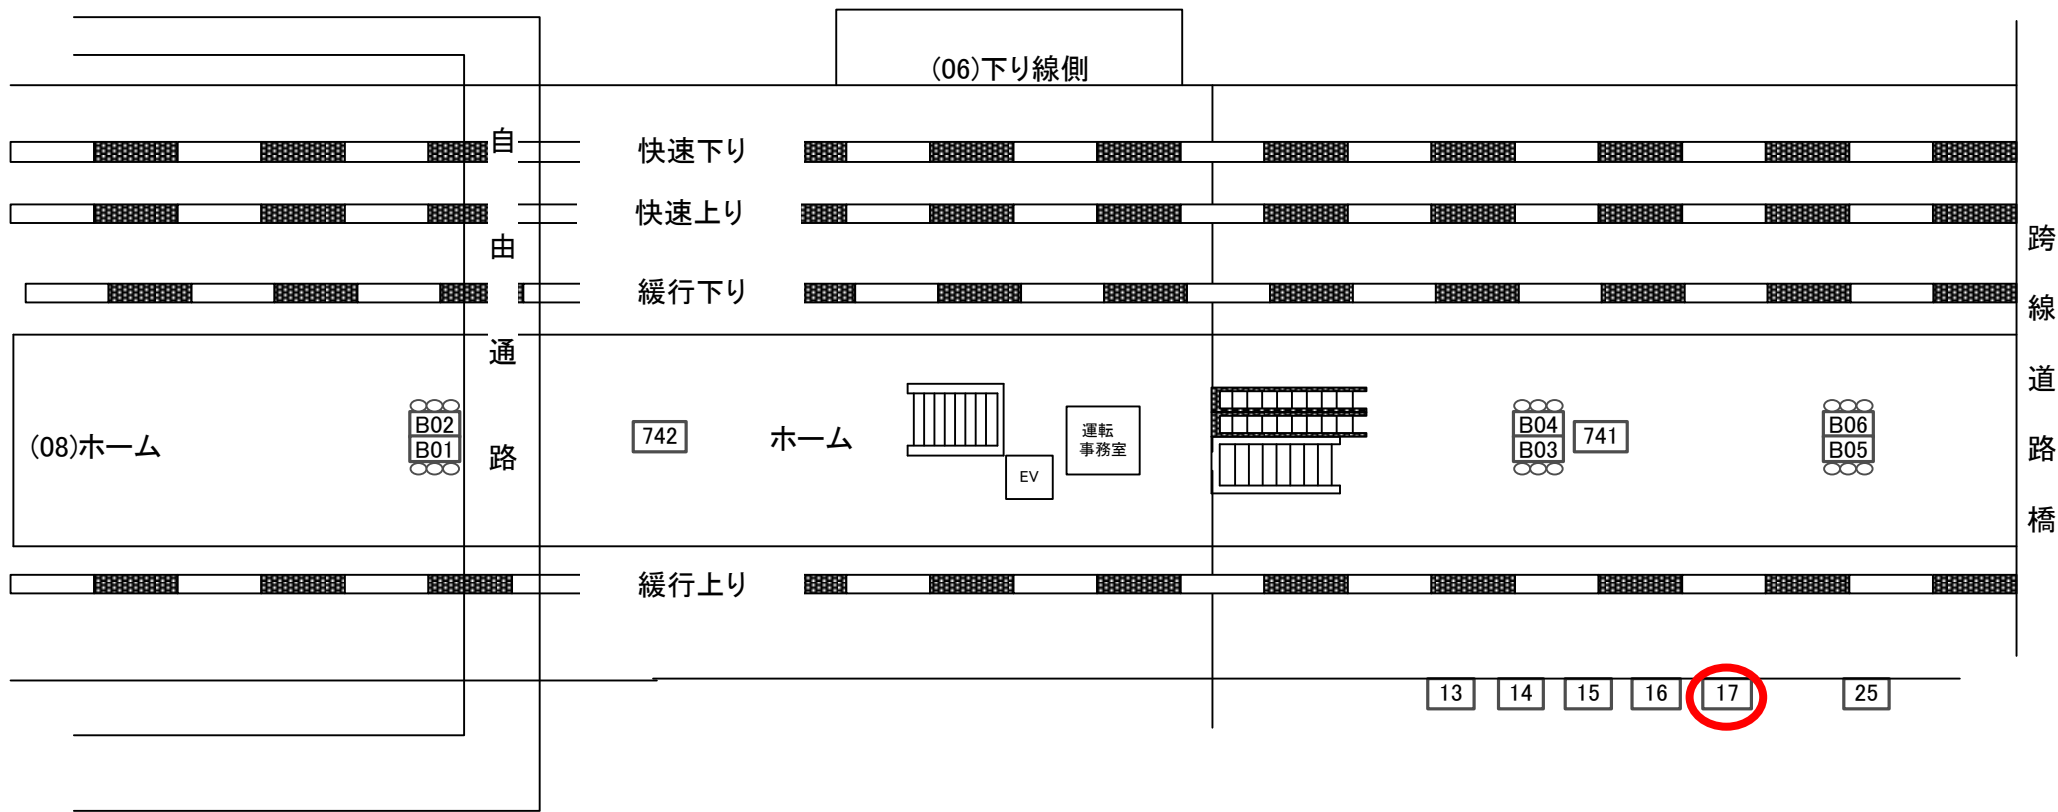 (06)下り線側
快速下り
快速上り
緩行下り
自由通路
跨線道路橋
(08)ホーム
B02
B01
742
ホーム
EV
運転
事務室
B04
B03
741
B06
B05
緩行上り
13
14
15
16
17
25